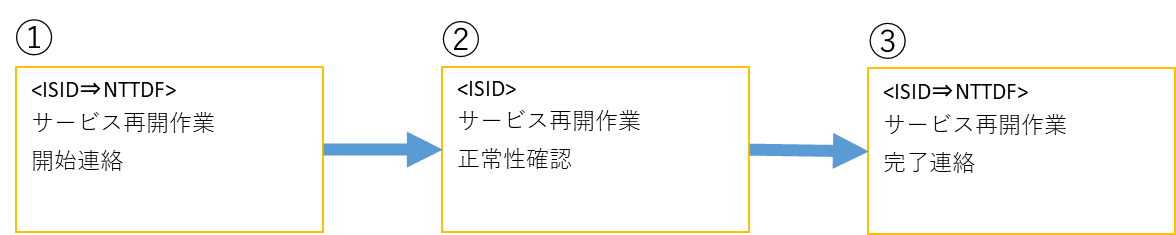 ①
<ISID⇒NTTDF>
サービス再開作業
開始連絡
②
<ISID>
サービス再開作業
正常性確認
③
<ISID⇒NTTDF>
サービス再開作業
完了連絡